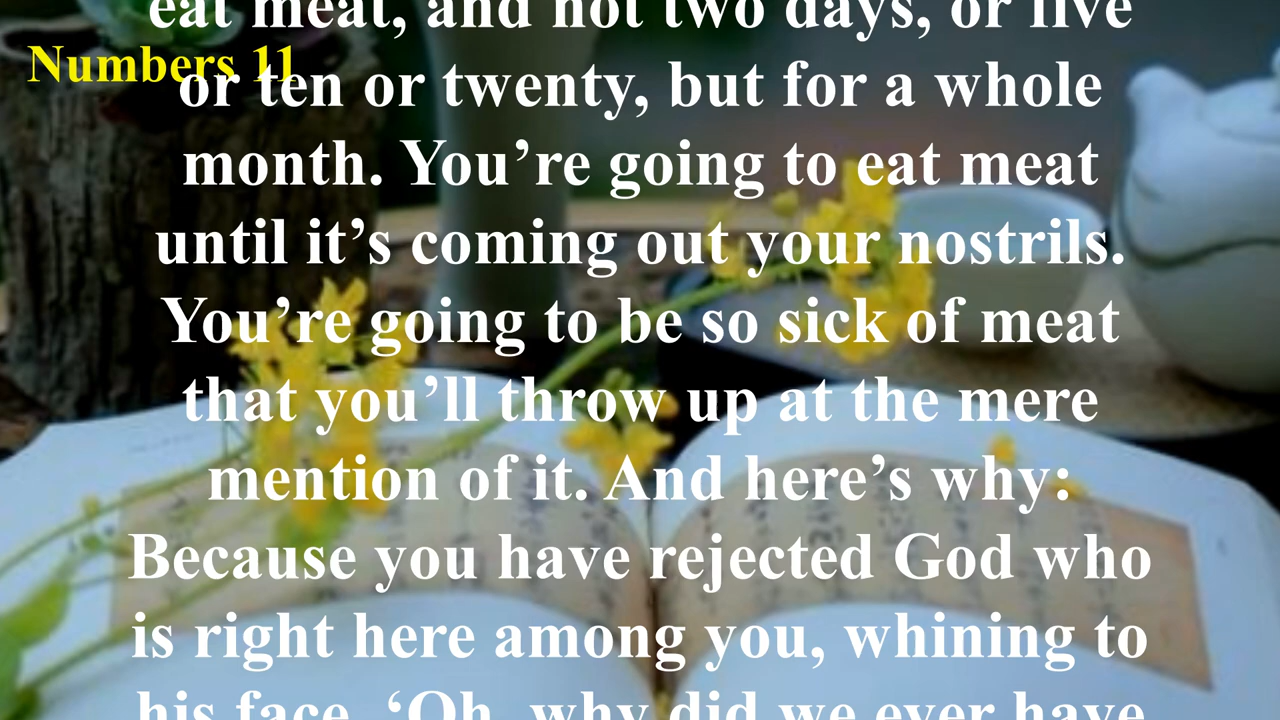 eat meat, and not two days, or five
Numbers 11
or ten or twenty, but for a whole
month. You’re going to eat meat
until it’s coming out your nostrils.
You’re going to be so sick of meat
that you’ll throw up at the mere
mention of it. And here’s why:
Because you have rejected God who
is right here among you, whining to
his face, ‘Oh, why did we ever have